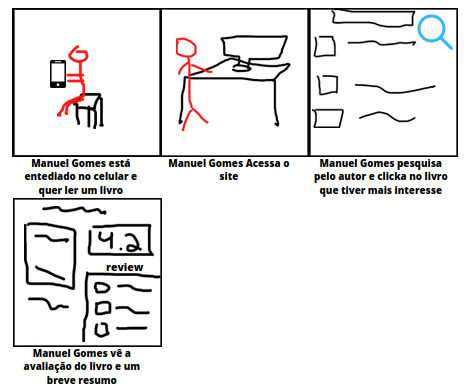 Manuel Gomes está
entediado no celular e
quer ler um livro
Manuel Gomes Acessa o
site
Manuel Gomes pesquisa
pelo autor e clicka no livro
que tiver mais interesse
4.2
review
Manuel Gomes vê a
avaliação do livro e um
breve resumo